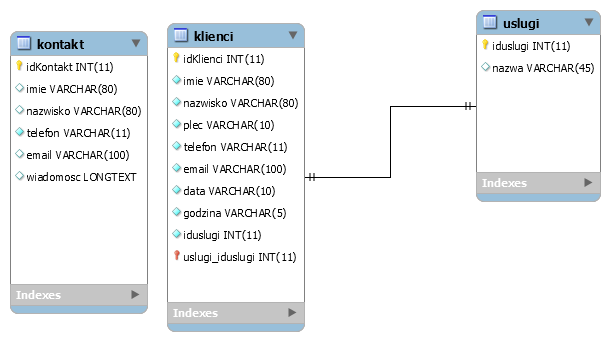 kontakt
idKontakt INT(11)
imie VARCHAR(80)
nazwisko VARCHAR(80)
telefon VARCHAR(11)
email VARCHAR(100)
wiadomosc LONGTEXT
Indexes
klienci
idKlienci INT(11)
imie VARCHAR(80)
nazwisko VARCHAR(80)
plec VARCHAR(10)
telefon VARCHAR(11)
email VARCHAR(100)
data VARCHAR(10)
godzina VARCHAR(5)
iduslugi INT(11)
uslugi_iduslugi INT(11)
Indexes
uslugi
iduslugi INT(11)
nazwa VARCHAR(45)
Indexes